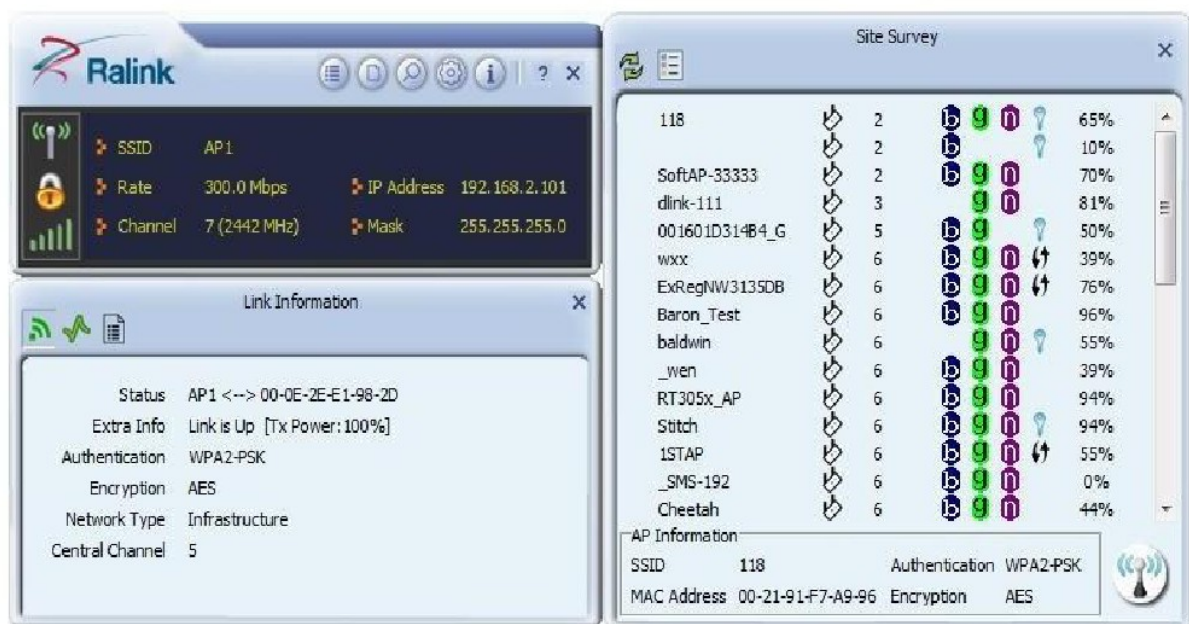 Ralink
? ×
SSID AP1
Rate 300.0 Mbps IP Address 192.168.2.101
Channel 7 (2442 MHz) Mask 255.255.255.0
Link Information
Status AP1 <--> 00-0E-2E-E1-98-2D
Extra Info Link is Up [Tx Power:100%]
Authentication WPA2-PSK
Encryption AES
Network Type Infrastructure
Central Channel 5
Site Survey
118 2 b g n 65%
2 b 10%
SoftAP-33333 2 b g n 70%
dlink-111 3 g n 81%
001601D314B4_G 5 b g 50%
wxx 6 b g n 39%
ExRegNW3135DB 6 b g n 76%
Baron_Test 6 b g n 96%
baldwin 6 g n 55%
_wen 6 b g n 39%
RT305x_AP 6 b g n 94%
Stitch 6 b g n 94%
1STAP 6 b g n 55%
_SMS-192 6 b g n 0%
Cheetah 6 b g n 44%
AP Information
SSID 118 Authentication WPA2-PSK
MAC Address 00-21-91-F7-A9-96 Encryption AES